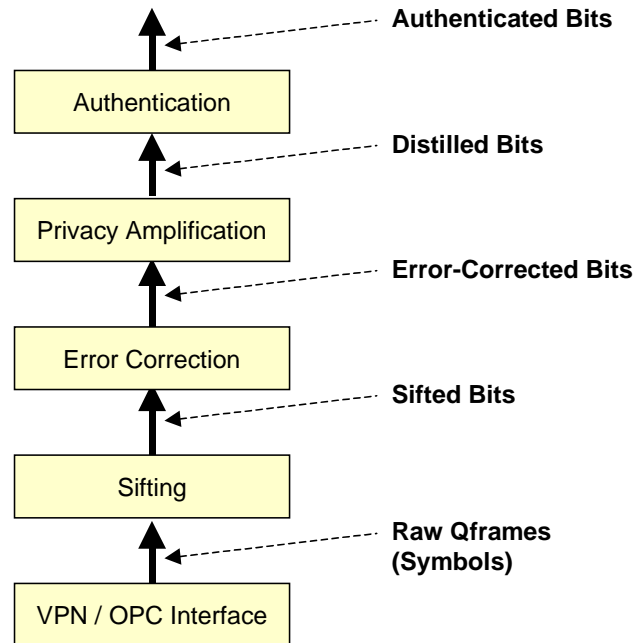 Authenticated Bits
Authentication
Distilled Bits
Privacy Amplification
Error-Corrected Bits
Error Correction
Sifted Bits
Sifting
Raw Qframes
(Symbols)
VPN / OPC Interface